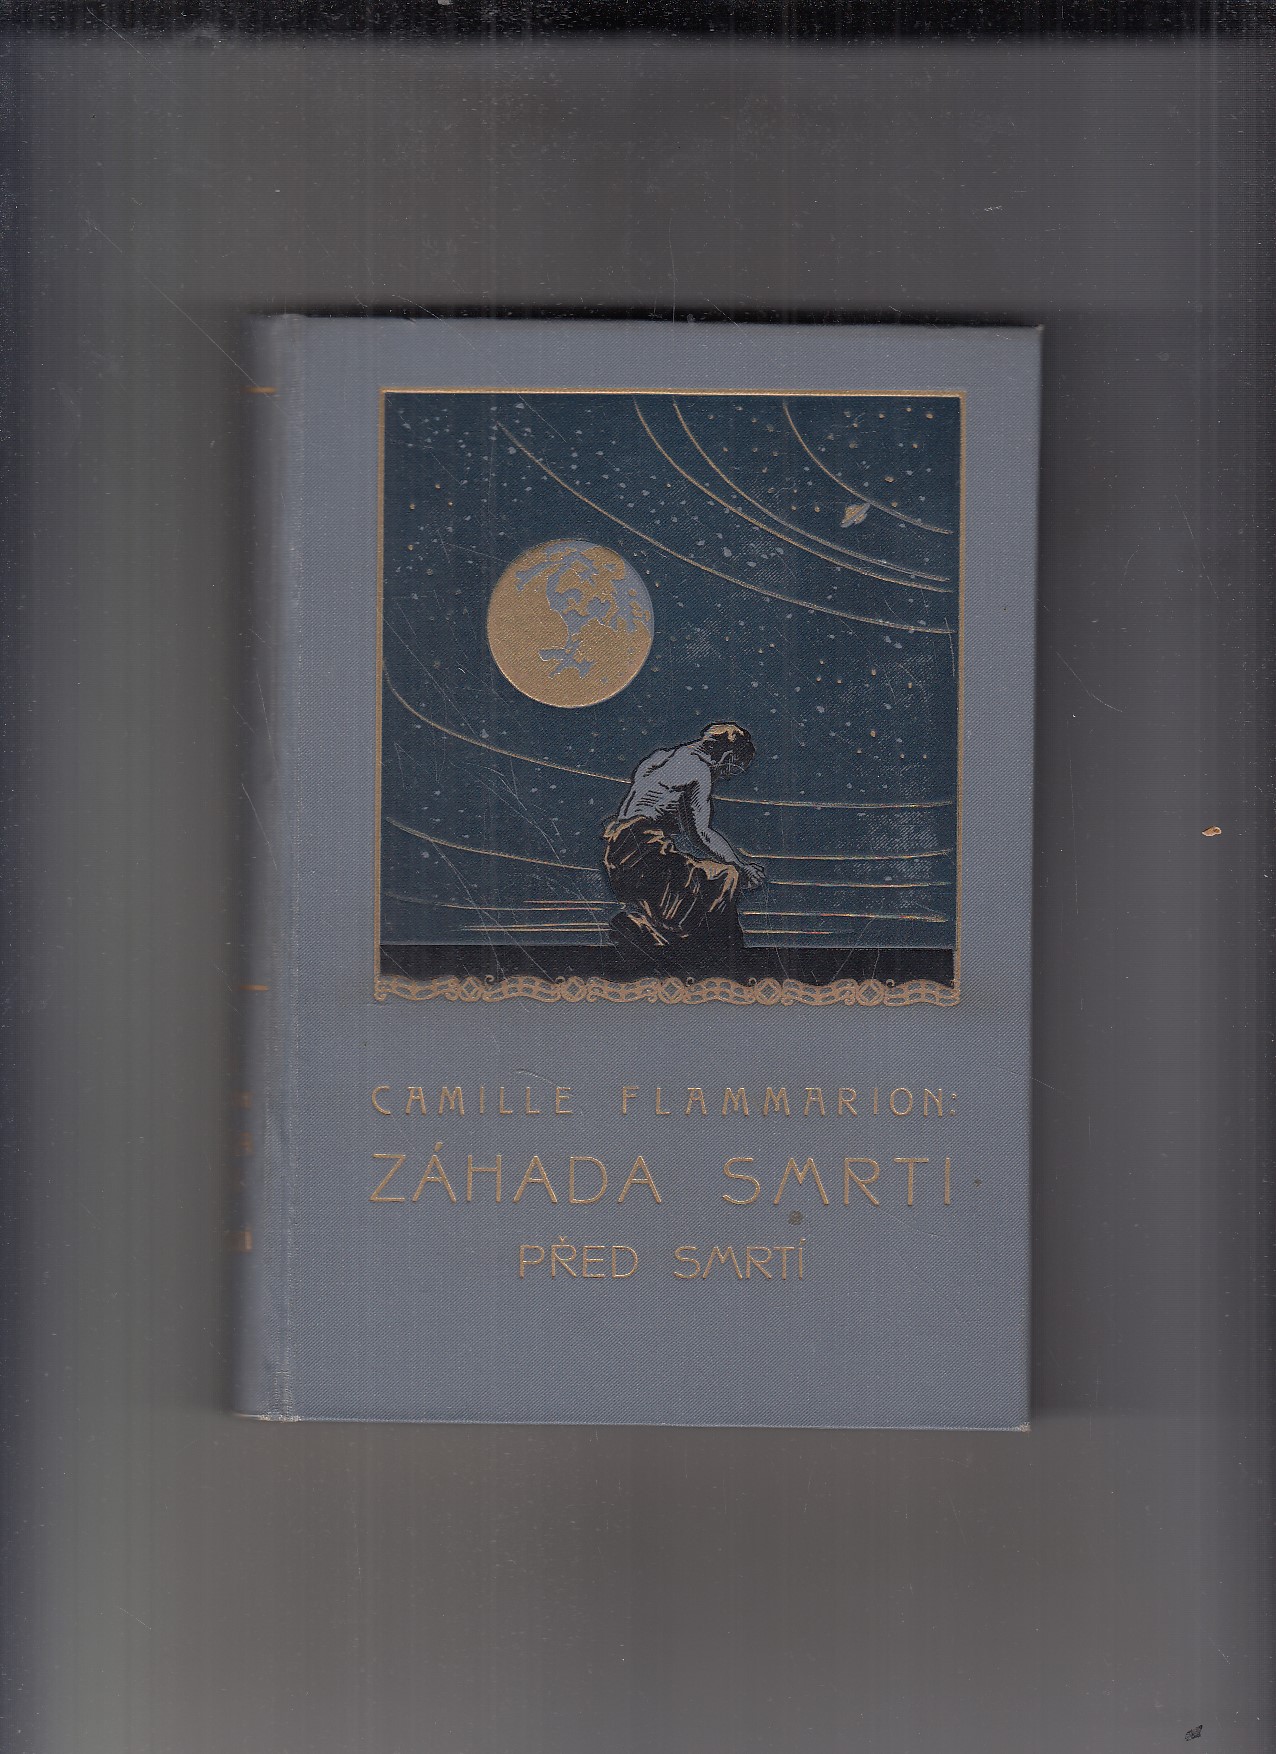 CAMILLE FLAMMARION:
ZÁHADA SMRTI
PŘED SMRTÍ